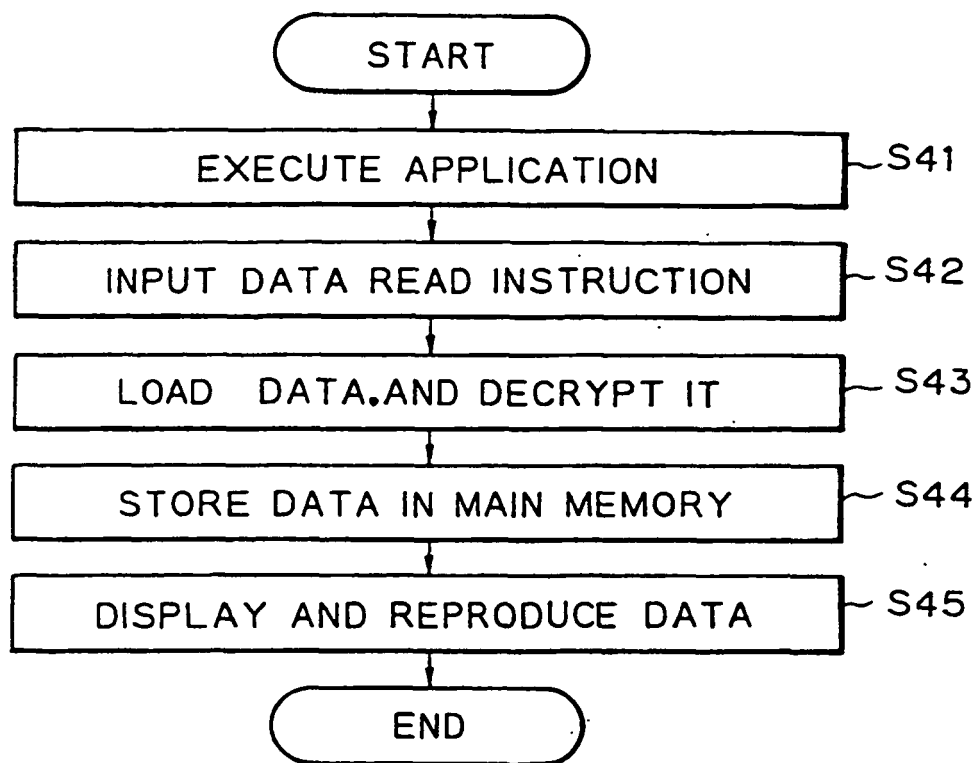 START
EXECUTE APPLICATION S41
INPUT DATA READ INSTRUCTION S42
LOAD DATA.AND DECRYPT IT S43
STORE DATA IN MAIN MEMORY S44
DISPLAY AND REPRODUCE DATA S45
END